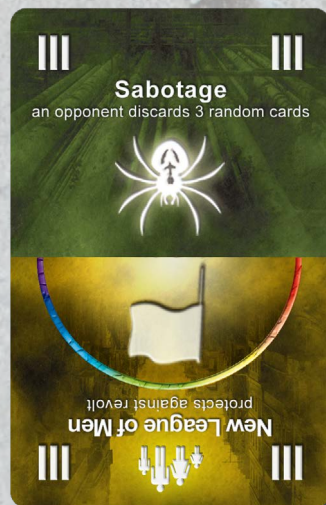 III III
Sabotage
an opponent discards 3 random cards
New League of Men
protects against revolt
III III